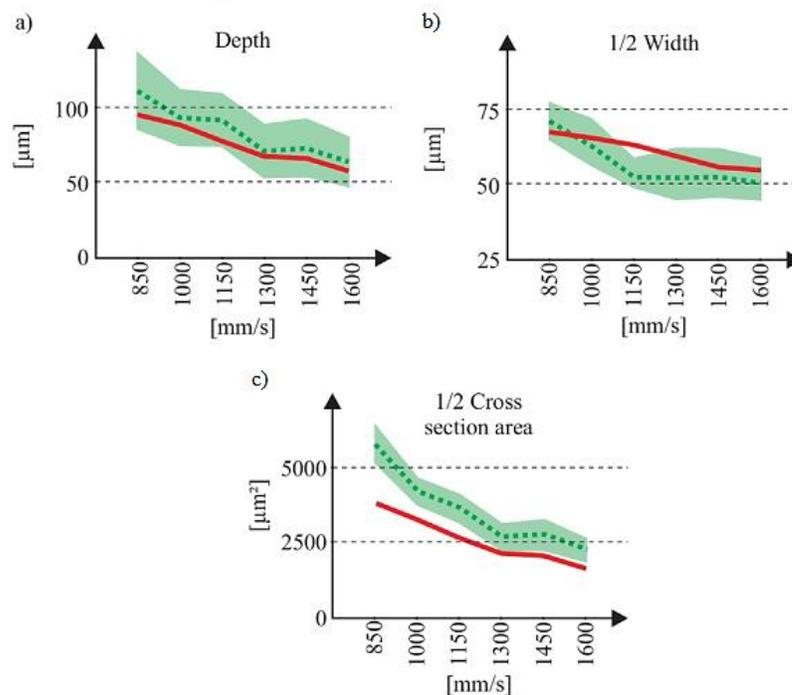 a)
Depth
100
50
0
[µm]
850
1000
1150
1300
1450
1600
[mm/s]
b)
1/2 Width
75
50
25
[µm]
850
1000
1150
1300
1450
1600
[mm/s]
c)
1/2 Cross
section area
5000
2500
0
[µm²]
850
1000
1150
1300
1450
1600
[mm/s]